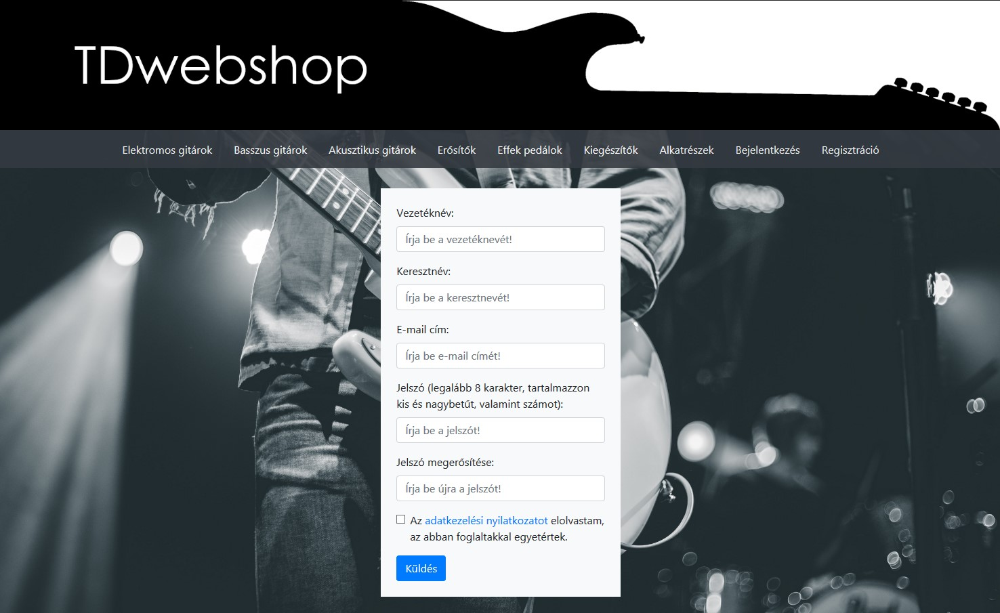 TDwebshop
Elektromos gitárok Basszus gitárok Akusztikus gitárok Erősítők Effek pedálok Kiegészítők Alkatrészek Bejelentkezés Regisztráció
Vezetéknév:
Írja be a vezetéknevét!
Keresztnév:
Írja be a keresztnevét!
E-mail cím:
Írja be e-mail címét!
Jelszó (legalább 8 karakter, tartalmazzon
kis és nagybetűt, valamint számot):
Írja be a jelszót!
Jelszó megerősítése:
Írja be újra a jelszót!
Az adatkezelési nyilatkozatot elolvastam,
az abban foglaltakkal egyetértek.
Küldés